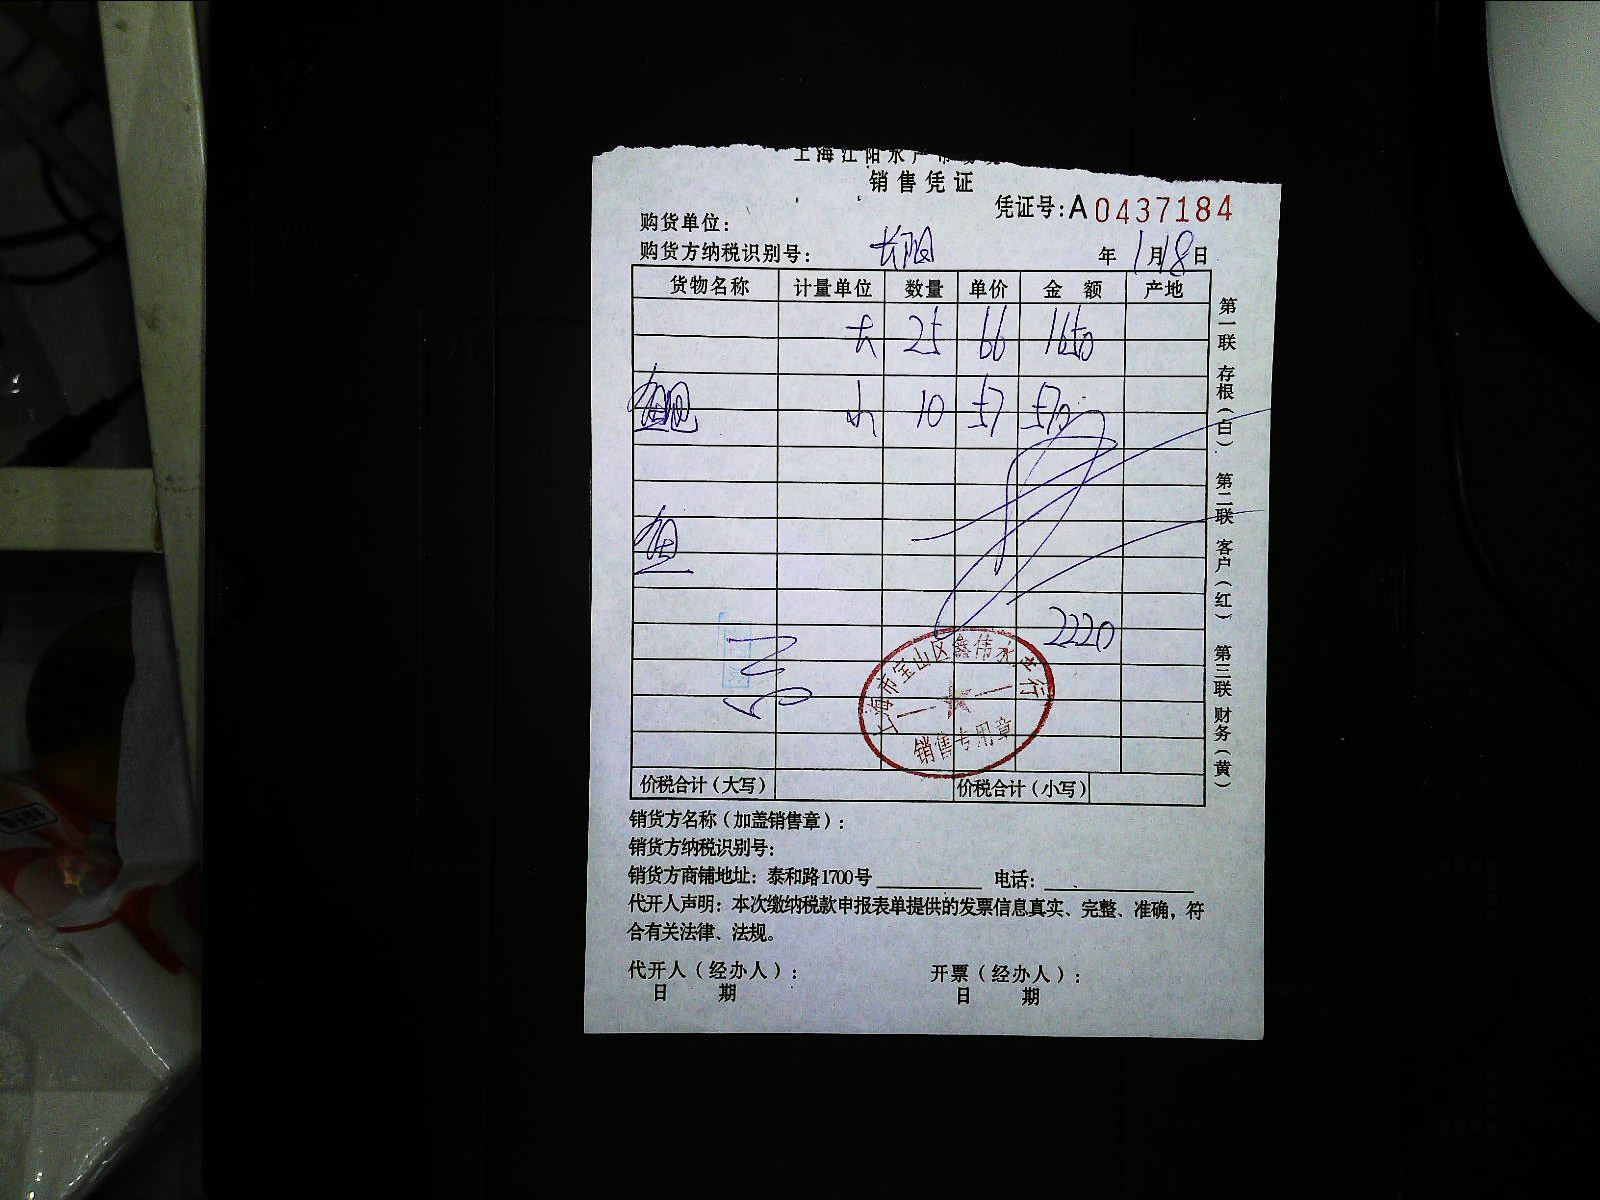 上海江阳水产市场
销售凭证
凭证号:A0437184
购货单位:
购货方纳税识别号: 长阳 年1月18日
货物名称 计量单位 数量 单价 金额 产地
大 25 66 1650
小 10 57 570
2220
上海市宝山区鑫伟水产行
销售专用章
价税合计(大写) 价税合计(小写)
销货方名称(加盖销售章):
销货方纳税识别号:
销货方商铺地址:泰和路1700号 电话:
代开人声明:本次缴纳税款申报表单提供的发票信息真实、完整、准确,符
合有关法律、法规。
代开人(经办人): 开票(经办人):
日期 日期
第一联 存根(白) 第二联 客户(红) 第三联 财务(黄)